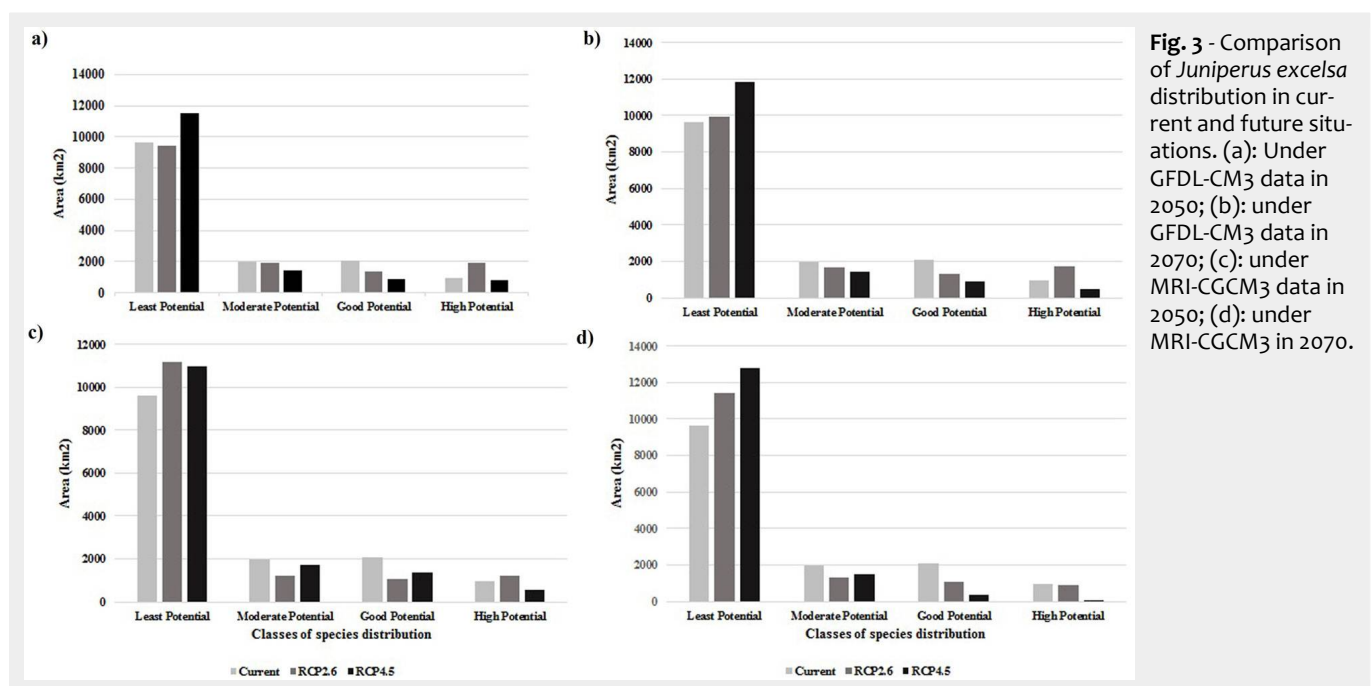 a)
14000
12000
10000
8000
6000
4000
2000
0
Area (km2)
Least Potential Moderate Potential Good Potential High Potential
b)
14000
12000
10000
8000
6000
4000
2000
0
Area (km2)
Least Potential Moderate Potential Good Potential High Potential
c)
12000
10000
8000
6000
4000
2000
0
Area (km2)
Least Potential Moderate Potential Good Potential High Potential
Classes of species distribution
Current RCP2.6 RCP4.5
d)
14000
12000
10000
8000
6000
4000
2000
0
Area (km2)
Least Potential Moderate Potential Good Potential High Potential
Classes of species distribution
Current RCP2.6 RCP4.5
Fig. 3 - Comparison
of Juniperus excelsa
distribution in cur-
rent and future situ-
ations. (a): Under
GFDL-CM3 data in
2050; (b): under
GFDL-CM3 data in
2070; (c): under
MRI-CGCM3 data in
2050; (d): under
MRI-CGCM3 in 2070.